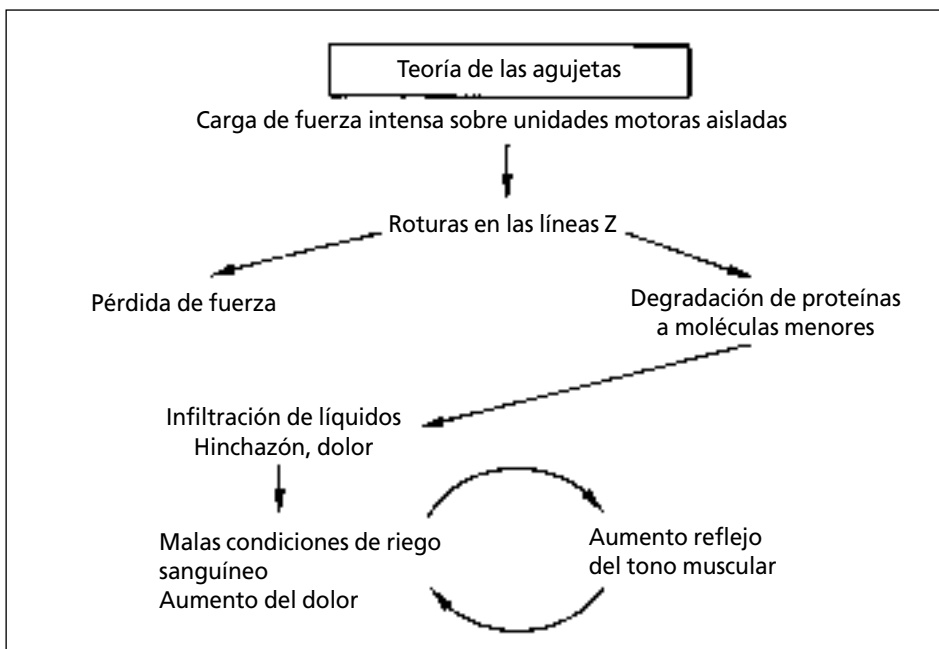 Teoría de las agujetas
Carga de fuerza intensa sobre unidades motoras aisladas
Roturas en las líneas Z
Pérdida de fuerza
Degradación de proteínas
a moléculas menores
Infiltración de líquidos
Hinchazón, dolor
Malas condiciones de riego
sanguíneo
Aumento del dolor
Aumento reflejo
del tono muscular